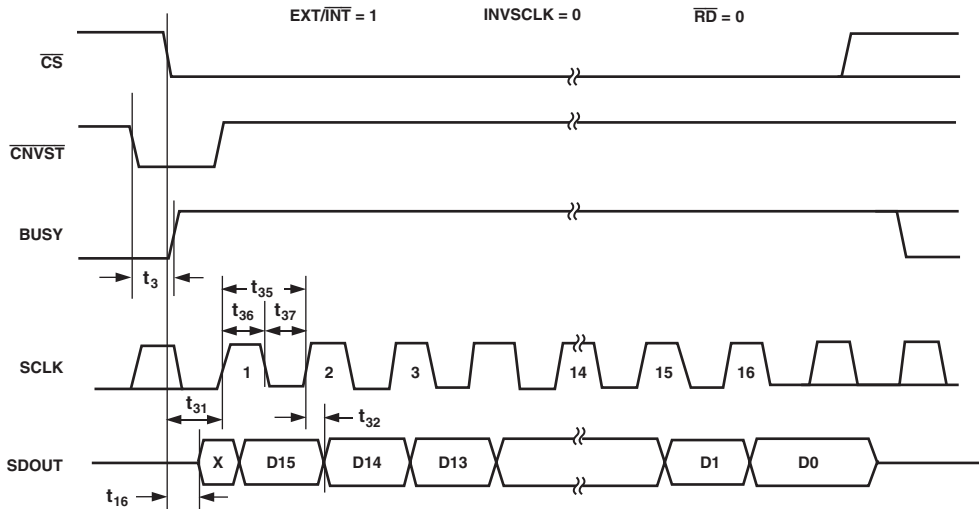 EXT/INT = 1 INVSCLK = 0 RD = 0
CS
CNVST
BUSY
t3
t35
t36 t37
SCLK 1 2 3 14 15 16
t31
t32
SDOUT X D15 D14 D13 D1 D0
t16